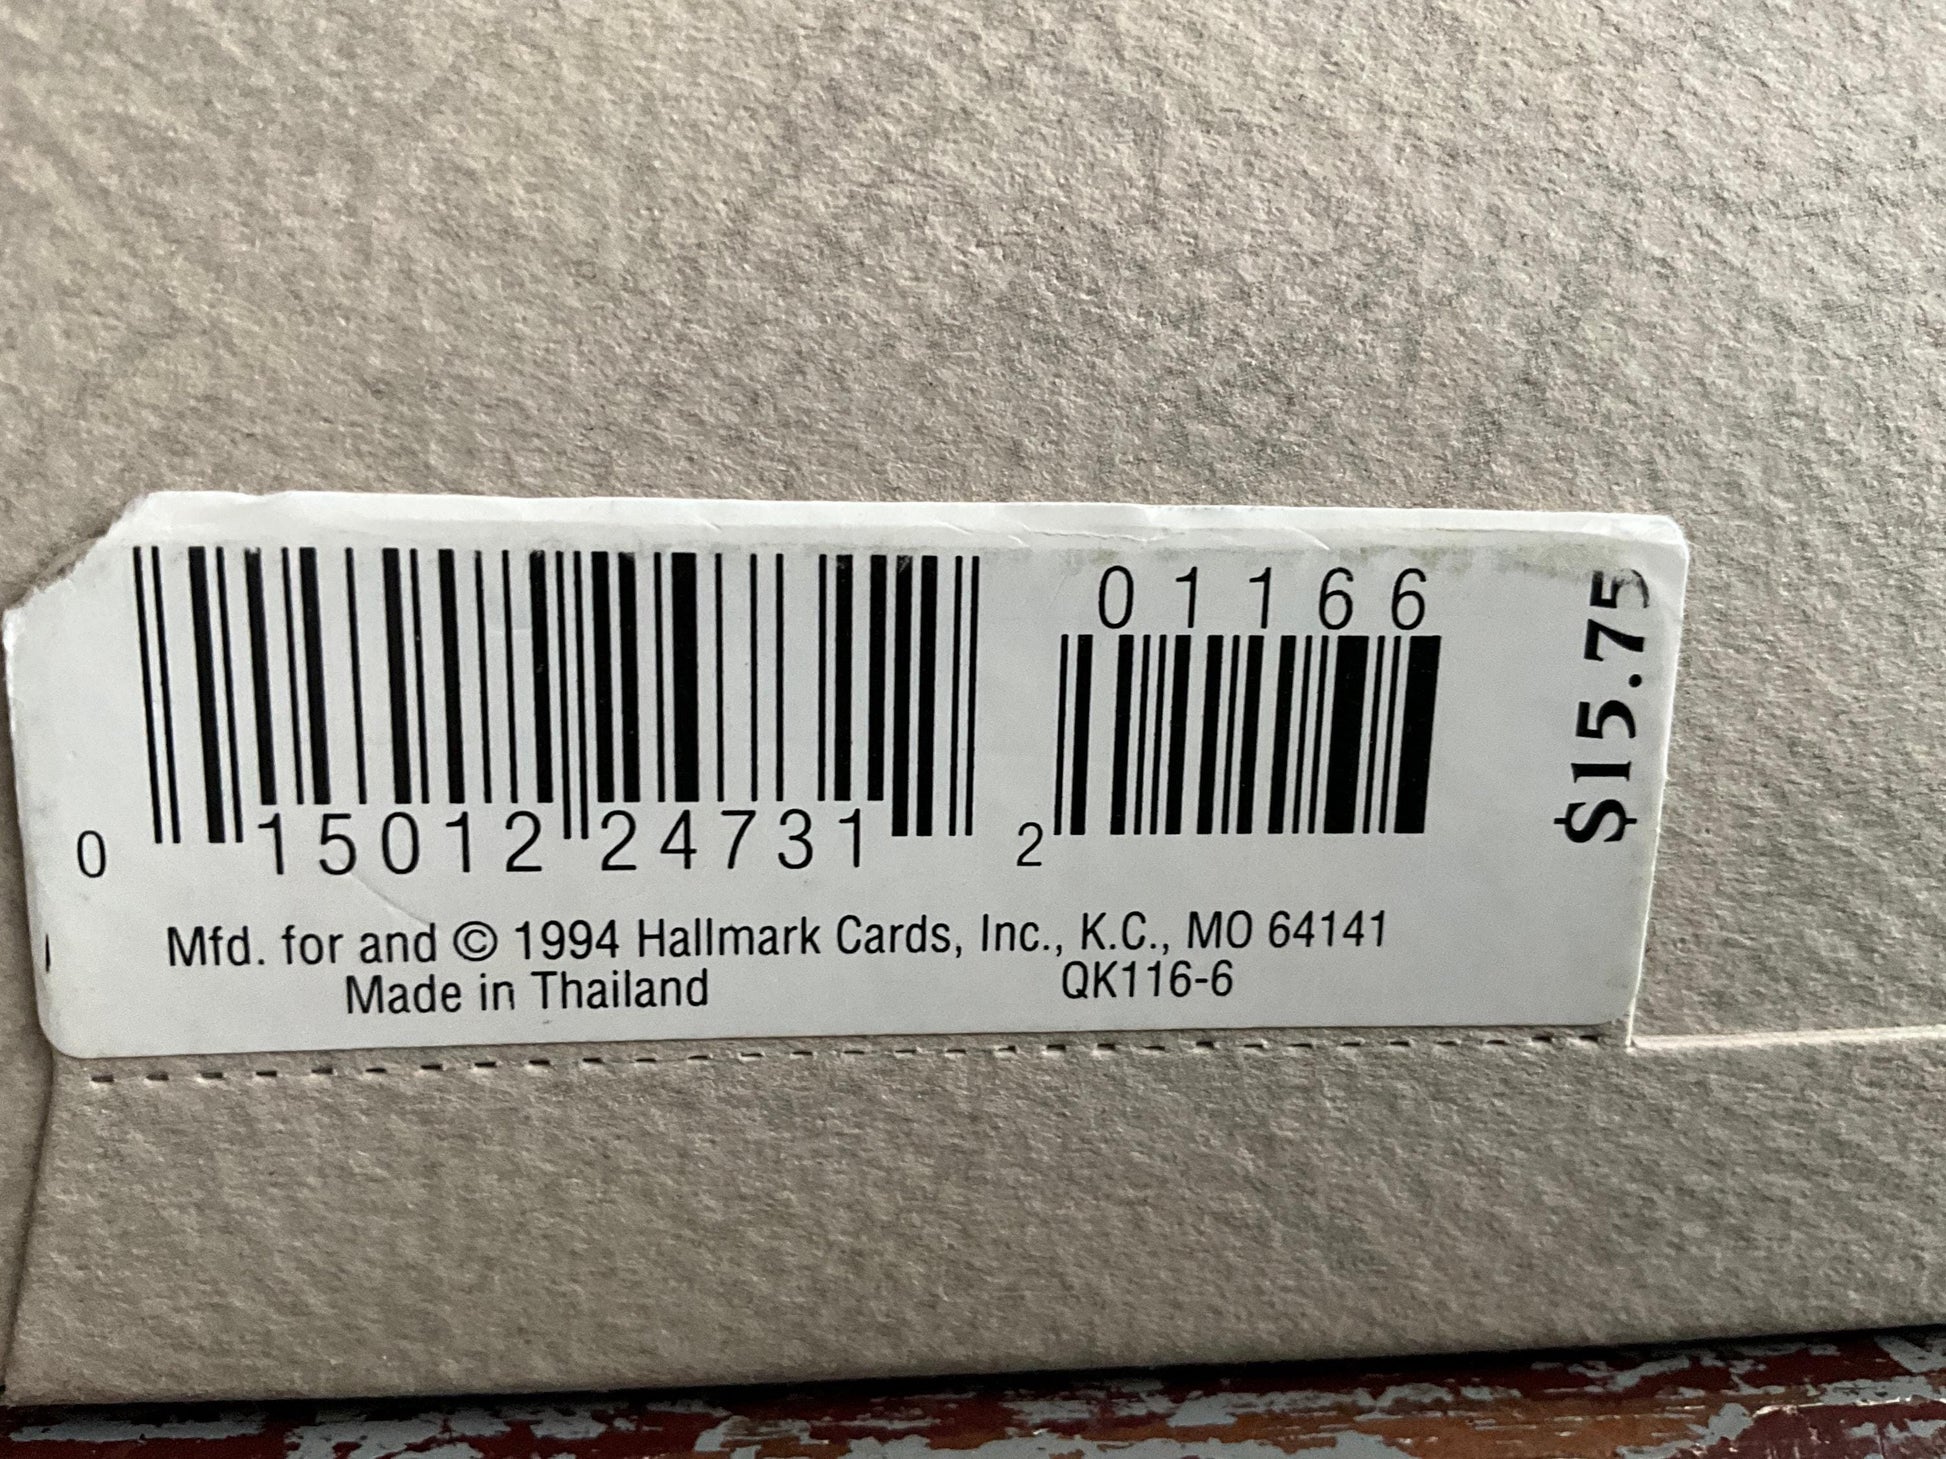 01166
0 15012 24731 2
Mfd. for and © 1994 Hallmark Cards, Inc., K.C., MO 64141
Made in Thailand QK116-6
$15.75